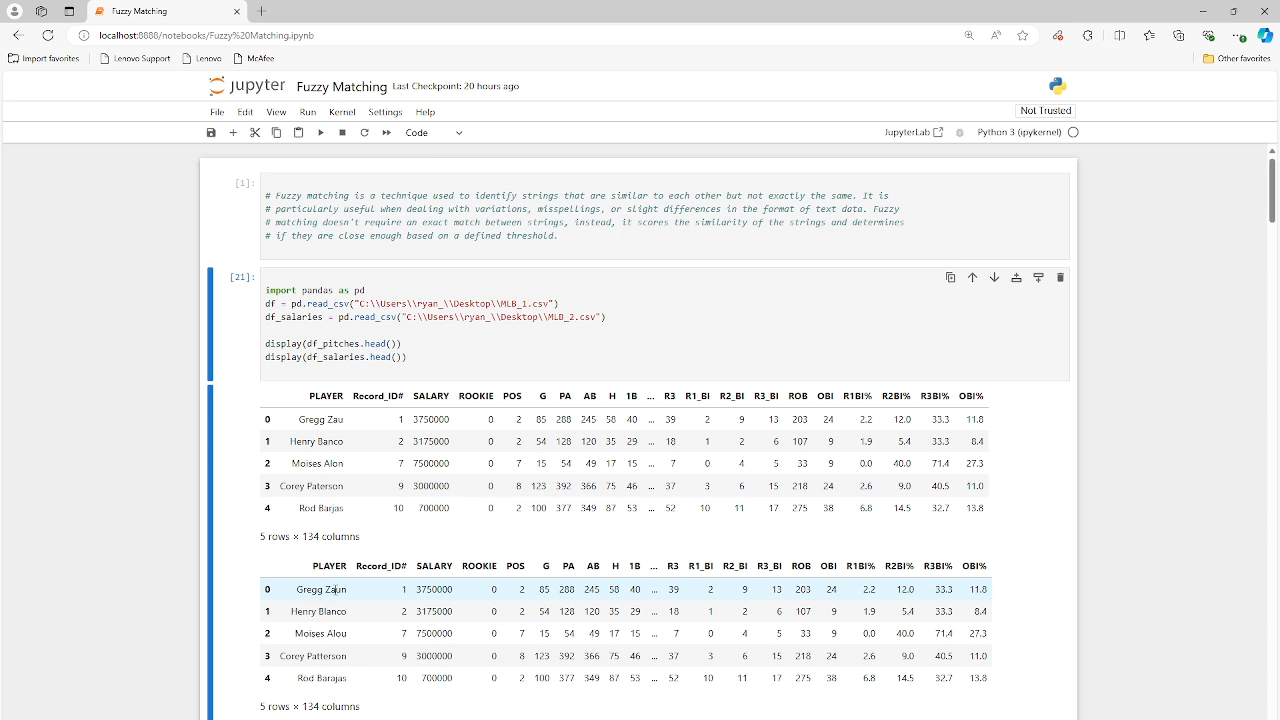 Fuzzy Matching
localhost:8888/notebooks/Fuzzy%20Matching.ipynb
Import favorites Lenovo Support Lenovo McAfee Other favorites
jupyter Fuzzy Matching Last Checkpoint: 20 hours ago
File Edit View Run Kernel Settings Help Not Trusted
Code JupyterLab Python 3 (ipykernel)
[1]:
# Fuzzy matching is a technique used to identify strings that are similar to each other but not exactly the same. It is
# particularly useful when dealing with variations, misspellings, or slight differences in the format of text data. Fuzzy
# matching doesn't require an exact match between strings, instead, it scores the similarity of the strings and determines
# if they are close enough based on a defined threshold.
[21]:
import pandas as pd
df = pd.read_csv("C:\\Users\\ryan_\\Desktop\\MLB_1.csv")
df_salaries = pd.read_csv("C:\\Users\\ryan_\\Desktop\\MLB_2.csv")
display(df_pitches.head())
display(df_salaries.head())
PLAYER Record_ID# SALARY ROOKIE POS G PA AB H 1B ... R3 R1_BI R2_BI R3_BI ROB OBI R1BI% R2BI% R3BI% OBI%
0 Gregg Zau 1 3750000 0 2 85 288 245 58 40 ... 39 2 9 13 203 24 2.2 12.0 33.3 11.8
1 Henry Banco 2 3175000 0 2 54 128 120 35 29 ... 18 1 2 6 107 9 1.9 5.4 33.3 8.4
2 Moises Alon 7 7500000 0 7 15 54 49 17 15 ... 7 0 4 5 33 9 0.0 40.0 71.4 27.3
3 Corey Paterson 9 3000000 0 8 123 392 366 75 46 ... 37 3 6 15 218 24 2.6 9.0 40.5 11.0
4 Rod Barjas 10 700000 0 2 100 377 349 87 53 ... 52 10 11 17 275 38 6.8 14.5 32.7 13.8
5 rows × 134 columns
PLAYER Record_ID# SALARY ROOKIE POS G PA AB H 1B ... R3 R1_BI R2_BI R3_BI ROB OBI R1BI% R2BI% R3BI% OBI%
0 Gregg Zaun 1 3750000 0 2 85 288 245 58 40 ... 39 2 9 13 203 24 2.2 12.0 33.3 11.8
1 Henry Blanco 2 3175000 0 2 54 128 120 35 29 ... 18 1 2 6 107 9 1.9 5.4 33.3 8.4
2 Moises Alou 7 7500000 0 7 15 54 49 17 15 ... 7 0 4 5 33 9 0.0 40.0 71.4 27.3
3 Corey Patterson 9 3000000 0 8 123 392 366 75 46 ... 37 3 6 15 218 24 2.6 9.0 40.5 11.0
4 Rod Barajas 10 700000 0 2 100 377 349 87 53 ... 52 10 11 17 275 38 6.8 14.5 32.7 13.8
5 rows × 134 columns